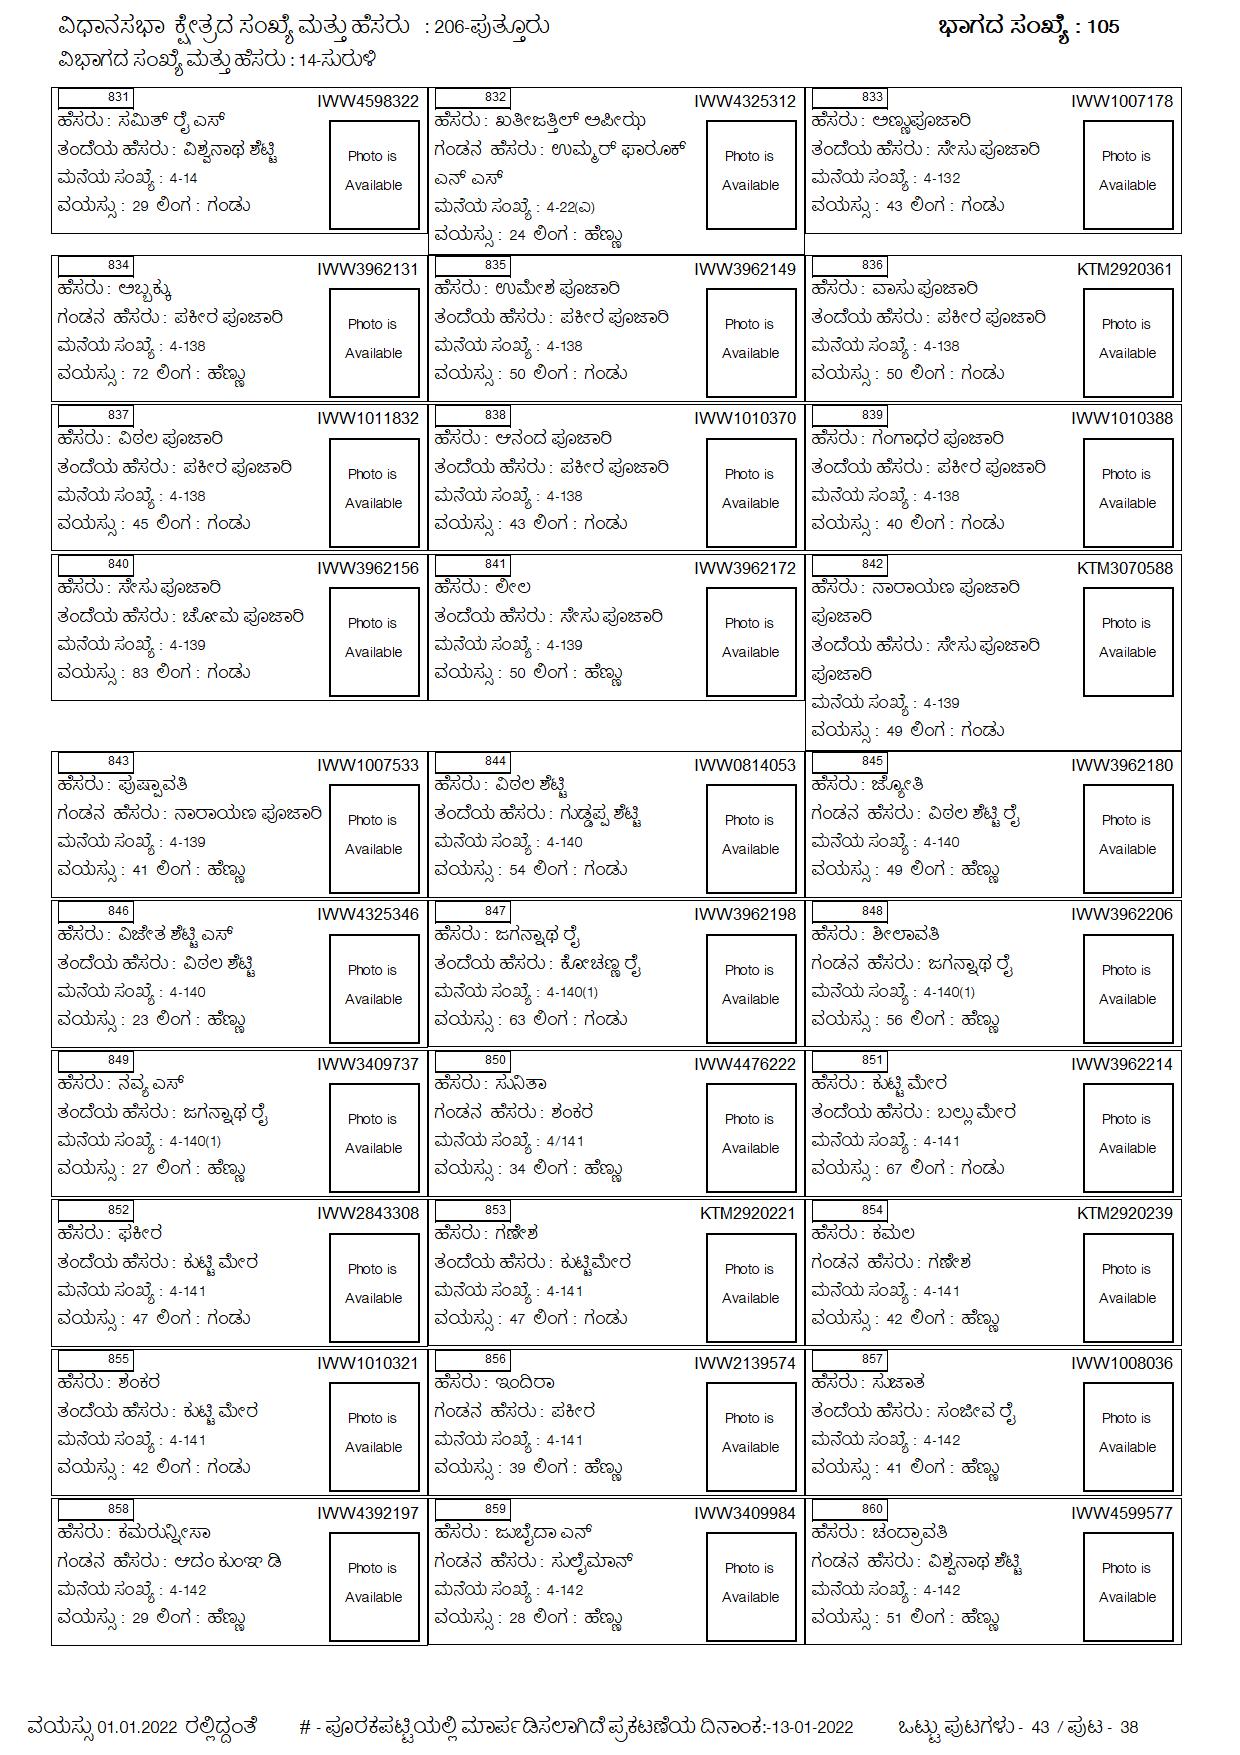 ವಿಧಾನಸಭಾ ಕ್ಷೇತ್ರದ ಸಂಖ್ಯೆ ಮತ್ತು ಹೆಸರು : 206-ಪುತ್ತೂರು ಭಾಗದ ಸಂಖ್ಯೆ : 105
ವಿಭಾಗದ ಸಂಖ್ಯೆ ಮತ್ತು ಹೆಸರು : 14-ಸುರುಳಿ
831 IWW4598322
ಹೆಸರು : ಸಮಿತ್ ರೈ ಎಸ್
ತಂದೆಯ ಹೆಸರು : ವಿಶ್ವನಾಥ ಶೆಟ್ಟಿ
ಮನೆಯ ಸಂಖ್ಯೆ : 4-14
ವಯಸ್ಸು : 29 ಲಿಂಗ : ಗಂಡು
Photo is
Available
832 IWW4325312
ಹೆಸರು : ಖತೀಜತ್ತಿಲ್ ಅಫೀಝ
ಗಂಡನ ಹೆಸರು : ಉಮ್ಮರ್ ಫಾರೂಕ್
ಎನ್ ಎಸ್
ಮನೆಯ ಸಂಖ್ಯೆ : 4-22(ಎ)
ವಯಸ್ಸು : 24 ಲಿಂಗ : ಹೆಣ್ಣು
Photo is
Available
833 IWW1007178
ಹೆಸರು : ಅಣ್ಣುಪೂಜಾರಿ
ತಂದೆಯ ಹೆಸರು : ಸೇಸು ಪೂಜಾರಿ
ಮನೆಯ ಸಂಖ್ಯೆ : 4-132
ವಯಸ್ಸು : 43 ಲಿಂಗ : ಗಂಡು
Photo is
Available
834 IWW3962131
ಹೆಸರು : ಅಬ್ಬಕ್ಕು
ಗಂಡನ ಹೆಸರು : ಪಕೀರ ಪೂಜಾರಿ
ಮನೆಯ ಸಂಖ್ಯೆ : 4-138
ವಯಸ್ಸು : 72 ಲಿಂಗ : ಹೆಣ್ಣು
Photo is
Available
835 IWW3962149
ಹೆಸರು : ಉಮೇಶ ಪೂಜಾರಿ
ತಂದೆಯ ಹೆಸರು : ಪಕೀರ ಪೂಜಾರಿ
ಮನೆಯ ಸಂಖ್ಯೆ : 4-138
ವಯಸ್ಸು : 50 ಲಿಂಗ : ಗಂಡು
Photo is
Available
836 KTM2920361
ಹೆಸರು : ವಾಸು ಪೂಜಾರಿ
ತಂದೆಯ ಹೆಸರು : ಪಕೀರ ಪೂಜಾರಿ
ಮನೆಯ ಸಂಖ್ಯೆ : 4-138
ವಯಸ್ಸು : 50 ಲಿಂಗ : ಗಂಡು
Photo is
Available
837 IWW1011832
ಹೆಸರು : ವಿಠಲ ಪೂಜಾರಿ
ತಂದೆಯ ಹೆಸರು : ಪಕೀರ ಪೂಜಾರಿ
ಮನೆಯ ಸಂಖ್ಯೆ : 4-138
ವಯಸ್ಸು : 45 ಲಿಂಗ : ಗಂಡು
Photo is
Available
838 IWW1010370
ಹೆಸರು : ಆನಂದ ಪೂಜಾರಿ
ತಂದೆಯ ಹೆಸರು : ಪಕೀರ ಪೂಜಾರಿ
ಮನೆಯ ಸಂಖ್ಯೆ : 4-138
ವಯಸ್ಸು : 43 ಲಿಂಗ : ಗಂಡು
Photo is
Available
839 IWW1010388
ಹೆಸರು : ಗಂಗಾಧರ ಪೂಜಾರಿ
ತಂದೆಯ ಹೆಸರು : ಪಕೀರ ಪೂಜಾರಿ
ಮನೆಯ ಸಂಖ್ಯೆ : 4-138
ವಯಸ್ಸು : 40 ಲಿಂಗ : ಗಂಡು
Photo is
Available
840 IWW3962156
ಹೆಸರು : ಸೇಸು ಪೂಜಾರಿ
ತಂದೆಯ ಹೆಸರು : ಚೋಮ ಪೂಜಾರಿ
ಮನೆಯ ಸಂಖ್ಯೆ : 4-139
ವಯಸ್ಸು : 83 ಲಿಂಗ : ಗಂಡು
Photo is
Available
841 IWW3962172
ಹೆಸರು : ಲೀಲ
ತಂದೆಯ ಹೆಸರು : ಸೇಸು ಪೂಜಾರಿ
ಮನೆಯ ಸಂಖ್ಯೆ : 4-139
ವಯಸ್ಸು : 50 ಲಿಂಗ : ಹೆಣ್ಣು
Photo is
Available
842 KTM3070588
ಹೆಸರು : ನಾರಾಯಣ ಪೂಜಾರಿ
ಪೂಜಾರಿ
ತಂದೆಯ ಹೆಸರು : ಸೇಸು ಪೂಜಾರಿ
ಪೂಜಾರಿ
ಮನೆಯ ಸಂಖ್ಯೆ : 4-139
ವಯಸ್ಸು : 49 ಲಿಂಗ : ಗಂಡು
Photo is
Available
843 IWW1007533
ಹೆಸರು : ಪುಷ್ಪಾವತಿ
ಗಂಡನ ಹೆಸರು : ನಾರಾಯಣ ಪೂಜಾರಿ
ಮನೆಯ ಸಂಖ್ಯೆ : 4-139
ವಯಸ್ಸು : 41 ಲಿಂಗ : ಹೆಣ್ಣು
Photo is
Available
844 IWW0814053
ಹೆಸರು : ವಿಠಲ ಶೆಟ್ಟಿ
ತಂದೆಯ ಹೆಸರು : ಗುಡ್ಡಪ್ಪ ಶೆಟ್ಟಿ
ಮನೆಯ ಸಂಖ್ಯೆ : 4-140
ವಯಸ್ಸು : 54 ಲಿಂಗ : ಗಂಡು
Photo is
Available
845 IWW3962180
ಹೆಸರು : ಜ್ಯೋತಿ
ಗಂಡನ ಹೆಸರು : ವಿಠಲ ಶೆಟ್ಟಿ ರೈ
ಮನೆಯ ಸಂಖ್ಯೆ : 4-140
ವಯಸ್ಸು : 49 ಲಿಂಗ : ಹೆಣ್ಣು
Photo is
Available
846 IWW4325346
ಹೆಸರು : ವಿಜೇತ ಶೆಟ್ಟಿ ಎಸ್
ತಂದೆಯ ಹೆಸರು : ವಿಠಲ ಶೆಟ್ಟಿ
ಮನೆಯ ಸಂಖ್ಯೆ : 4-140
ವಯಸ್ಸು : 23 ಲಿಂಗ : ಹೆಣ್ಣು
Photo is
Available
847 IWW3962198
ಹೆಸರು : ಜಗನ್ನಾಥ ರೈ
ತಂದೆಯ ಹೆಸರು : ಕೋಚಣ್ಣ ರೈ
ಮನೆಯ ಸಂಖ್ಯೆ : 4-140(1)
ವಯಸ್ಸು : 63 ಲಿಂಗ : ಗಂಡು
Photo is
Available
848 IWW3962206
ಹೆಸರು : ಶೀಲಾವತಿ
ಗಂಡನ ಹೆಸರು : ಜಗನ್ನಾಥ ರೈ
ಮನೆಯ ಸಂಖ್ಯೆ : 4-140(1)
ವಯಸ್ಸು : 56 ಲಿಂಗ : ಹೆಣ್ಣು
Photo is
Available
849 IWW3409737
ಹೆಸರು : ನವ್ಯ ಎಸ್
ತಂದೆಯ ಹೆಸರು : ಜಗನ್ನಾಥ ರೈ
ಮನೆಯ ಸಂಖ್ಯೆ : 4-140(1)
ವಯಸ್ಸು : 27 ಲಿಂಗ : ಹೆಣ್ಣು
Photo is
Available
850 IWW4476222
ಹೆಸರು : ಸುನಿತಾ
ಗಂಡನ ಹೆಸರು : ಶಂಕರ
ಮನೆಯ ಸಂಖ್ಯೆ : 4/141
ವಯಸ್ಸು : 34 ಲಿಂಗ : ಹೆಣ್ಣು
Photo is
Available
851 IWW3962214
ಹೆಸರು : ಕುಟ್ಟಿ ಮೇರ
ತಂದೆಯ ಹೆಸರು : ಬಲ್ಲು ಮೇರ
ಮನೆಯ ಸಂಖ್ಯೆ : 4-141
ವಯಸ್ಸು : 67 ಲಿಂಗ : ಗಂಡು
Photo is
Available
852 IWW2843308
ಹೆಸರು : ಫಕೀರ
ತಂದೆಯ ಹೆಸರು : ಕುಟ್ಟಿ ಮೇರ
ಮನೆಯ ಸಂಖ್ಯೆ : 4-141
ವಯಸ್ಸು : 47 ಲಿಂಗ : ಗಂಡು
Photo is
Available
853 KTM2920221
ಹೆಸರು : ಗಣೇಶ
ತಂದೆಯ ಹೆಸರು : ಕುಟ್ಟಿಮೇರ
ಮನೆಯ ಸಂಖ್ಯೆ : 4-141
ವಯಸ್ಸು : 47 ಲಿಂಗ : ಗಂಡು
Photo is
Available
854 KTM2920239
ಹೆಸರು : ಕಮಲ
ಗಂಡನ ಹೆಸರು : ಗಣೇಶ
ಮನೆಯ ಸಂಖ್ಯೆ : 4-141
ವಯಸ್ಸು : 42 ಲಿಂಗ : ಹೆಣ್ಣು
Photo is
Available
855 IWW1010321
ಹೆಸರು : ಶಂಕರ
ತಂದೆಯ ಹೆಸರು : ಕುಟ್ಟಿ ಮೇರ
ಮನೆಯ ಸಂಖ್ಯೆ : 4-141
ವಯಸ್ಸು : 42 ಲಿಂಗ : ಗಂಡು
Photo is
Available
856 IWW2139574
ಹೆಸರು : ಇಂದಿರಾ
ಗಂಡನ ಹೆಸರು : ಪಕೀರ
ಮನೆಯ ಸಂಖ್ಯೆ : 4-141
ವಯಸ್ಸು : 39 ಲಿಂಗ : ಹೆಣ್ಣು
Photo is
Available
857 IWW1008036
ಹೆಸರು : ಸುಜಾತ
ತಂದೆಯ ಹೆಸರು : ಸಂಜೀವ ರೈ
ಮನೆಯ ಸಂಖ್ಯೆ : 4-142
ವಯಸ್ಸು : 41 ಲಿಂಗ : ಹೆಣ್ಣು
Photo is
Available
858 IWW4392197
ಹೆಸರು : ಕಮರುನ್ನೀಸಾ
ಗಂಡನ ಹೆಸರು : ಆದಂ ಕುಂಞ ಡಿ
ಮನೆಯ ಸಂಖ್ಯೆ : 4-142
ವಯಸ್ಸು : 29 ಲಿಂಗ : ಹೆಣ್ಣು
Photo is
Available
859 IWW3409984
ಹೆಸರು : ಜುಬೈದಾ ಎನ್
ಗಂಡನ ಹೆಸರು : ಸುಲೈಮಾನ್
ಮನೆಯ ಸಂಖ್ಯೆ : 4-142
ವಯಸ್ಸು : 28 ಲಿಂಗ : ಹೆಣ್ಣು
Photo is
Available
860 IWW4599577
ಹೆಸರು : ಚಂದ್ರಾವತಿ
ಗಂಡನ ಹೆಸರು : ವಿಶ್ವನಾಥ ಶೆಟ್ಟಿ
ಮನೆಯ ಸಂಖ್ಯೆ : 4-142
ವಯಸ್ಸು : 51 ಲಿಂಗ : ಹೆಣ್ಣು
Photo is
Available
ವಯಸ್ಸು 01.01.2022 ರಲ್ಲಿದ್ದಂತೆ # - ಪೂರಕಪಟ್ಟಿಯಲ್ಲಿ ಮಾರ್ಪಡಿಸಲಾಗಿದೆ ಪ್ರಕಟಣೆಯ ದಿನಾಂಕ:-13-01-2022 ಒಟ್ಟು ಪುಟಗಳು - 43 / ಪುಟ - 38